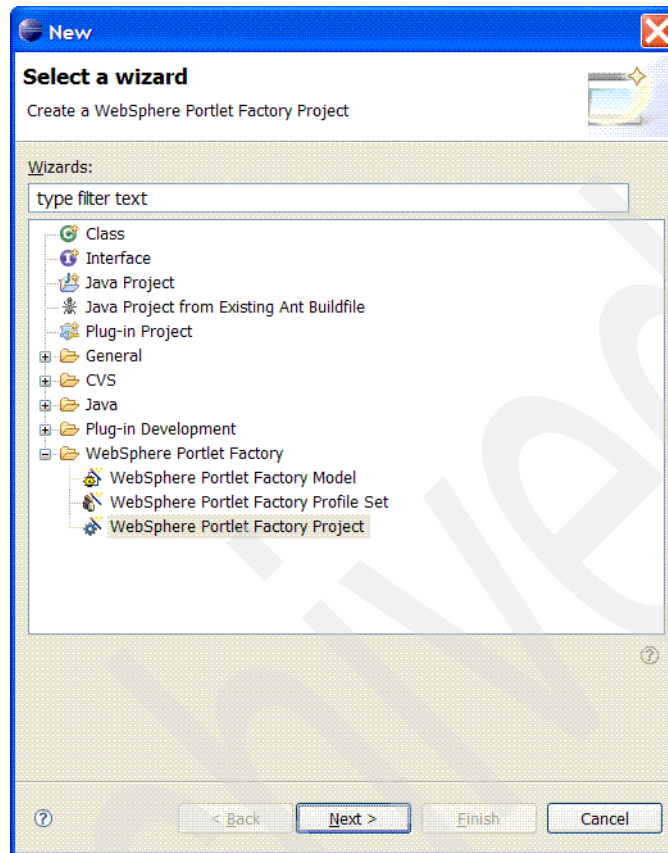 New
Select a wizard
Create a WebSphere Portlet Factory Project
Wizards:
type filter text
Class
Interface
Java Project
Java Project from Existing Ant Buildfile
Plug-in Project
General
CVS
Java
Plug-in Development
WebSphere Portlet Factory
WebSphere Portlet Factory Model
WebSphere Portlet Factory Profile Set
WebSphere Portlet Factory Project
< Back
Next >
Finish
Cancel